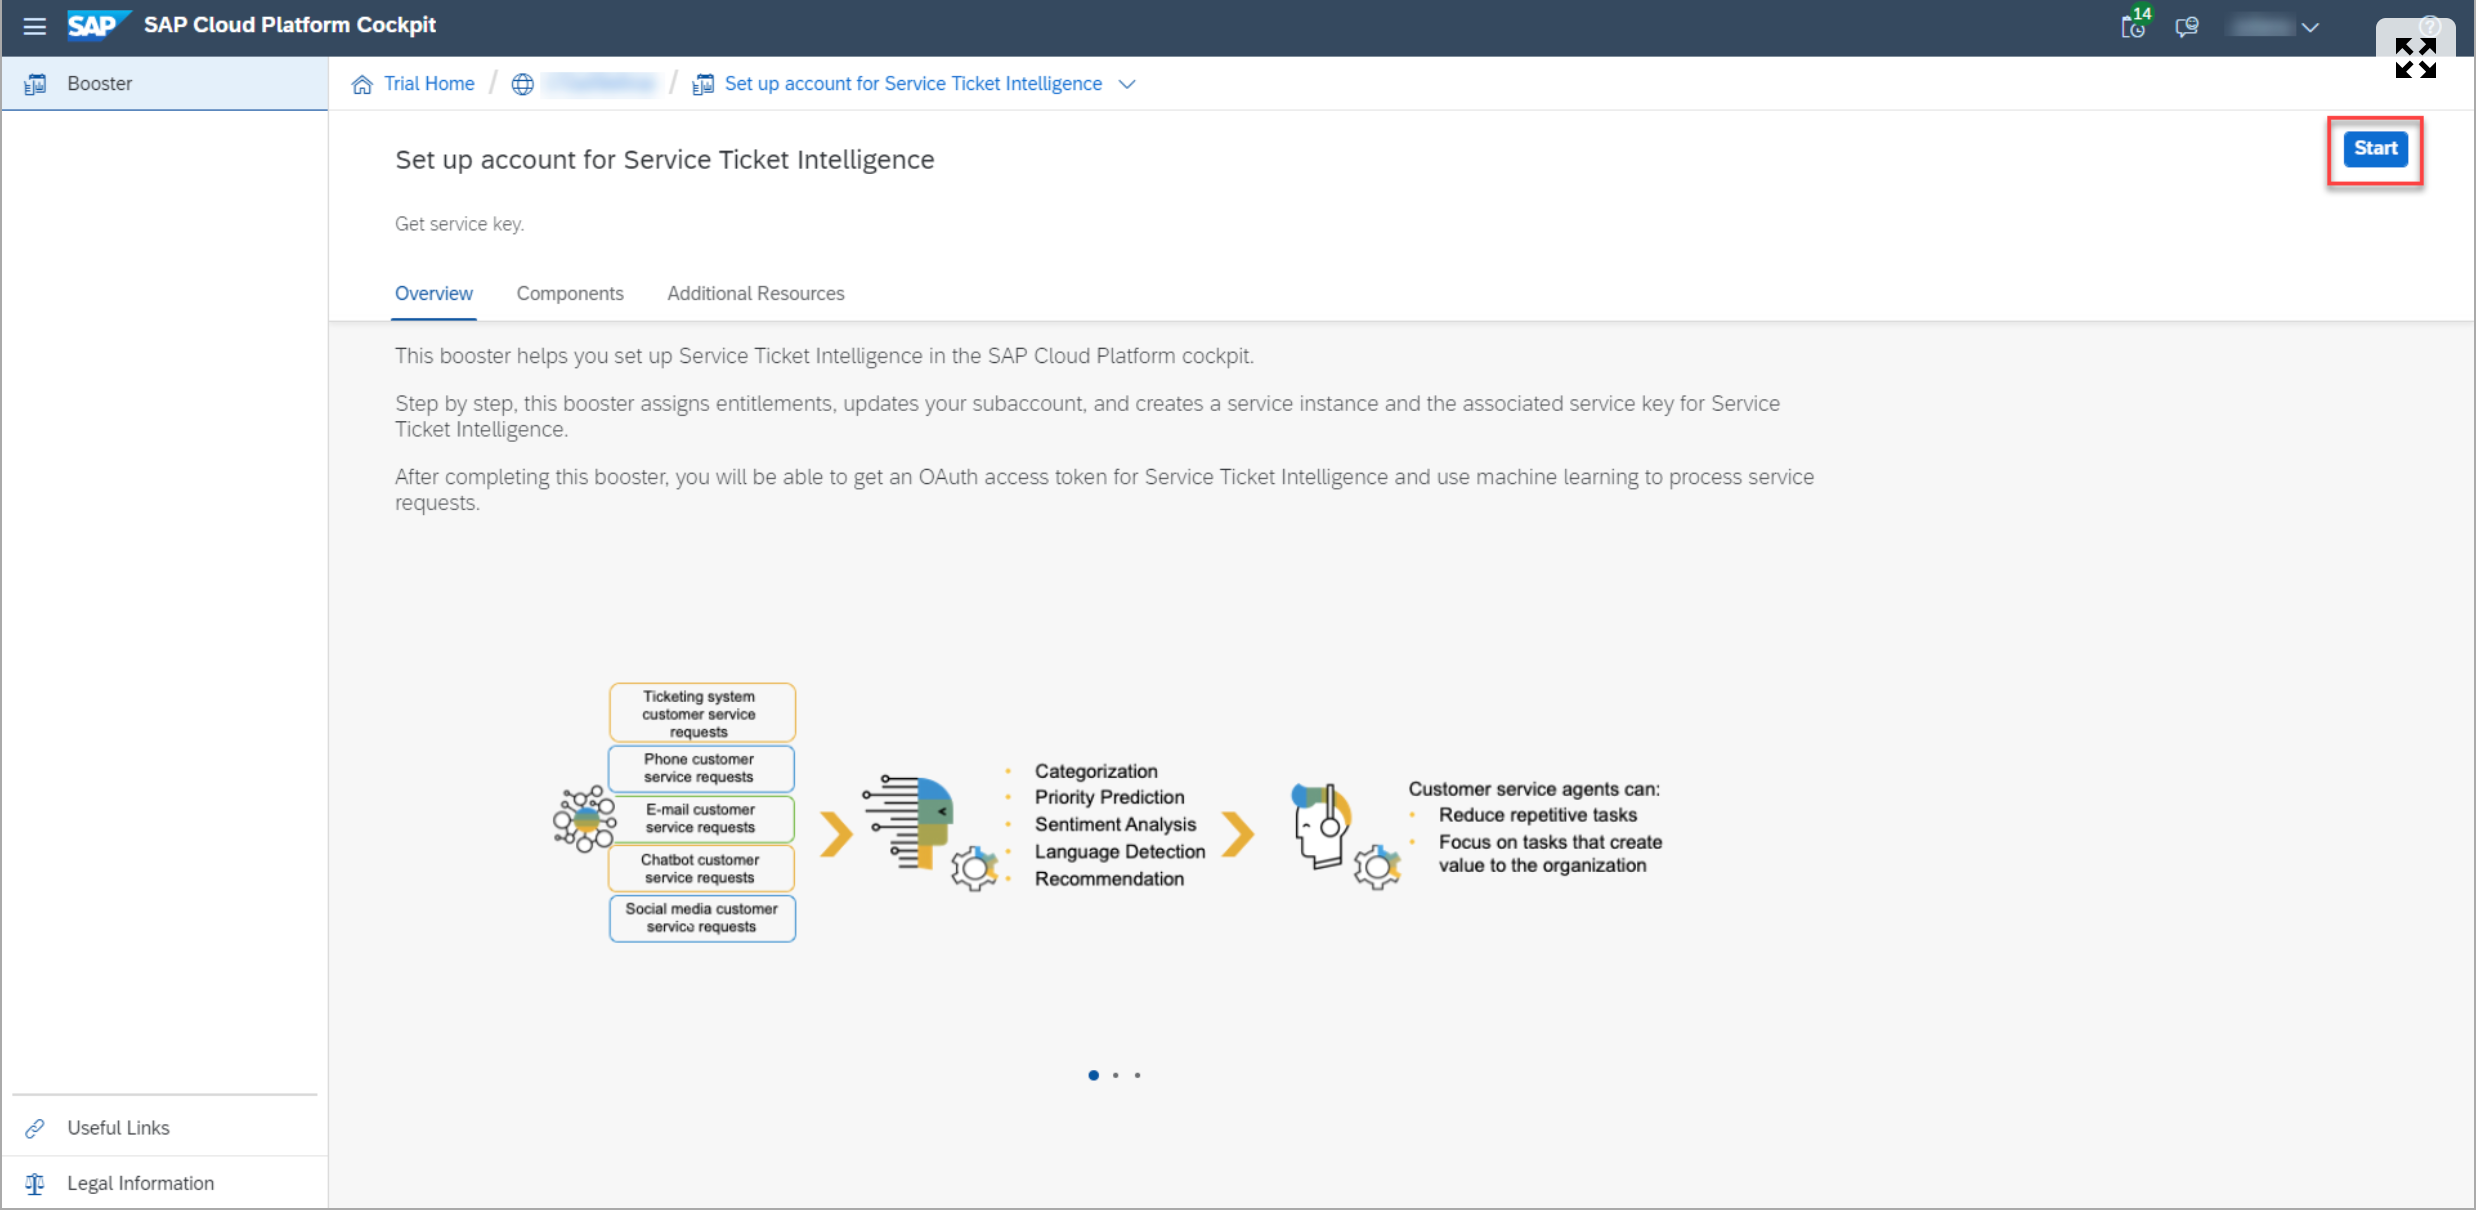 SAP SAP Cloud Platform Cockpit
14
Booster
Trial Home / / Set up account for Service Ticket Intelligence
Set up account for Service Ticket Intelligence
Start
Get service key.
Overview Components Additional Resources
This booster helps you set up Service Ticket Intelligence in the SAP Cloud Platform cockpit.
Step by step, this booster assigns entitlements, updates your subaccount, and creates a service instance and the associated service key for Service
Ticket Intelligence.
After completing this booster, you will be able to get an OAuth access token for Service Ticket Intelligence and use machine learning to process service
requests.
Ticketing system
customer service
requests
Phone customer
service requests
E-mail customer
service requests
Chatbot customer
service requests
Social media customer
service requests
• Categorization
• Priority Prediction
• Sentiment Analysis
• Language Detection
• Recommendation
Customer service agents can:
• Reduce repetitive tasks
• Focus on tasks that create
value to the organization
Useful Links
Legal Information